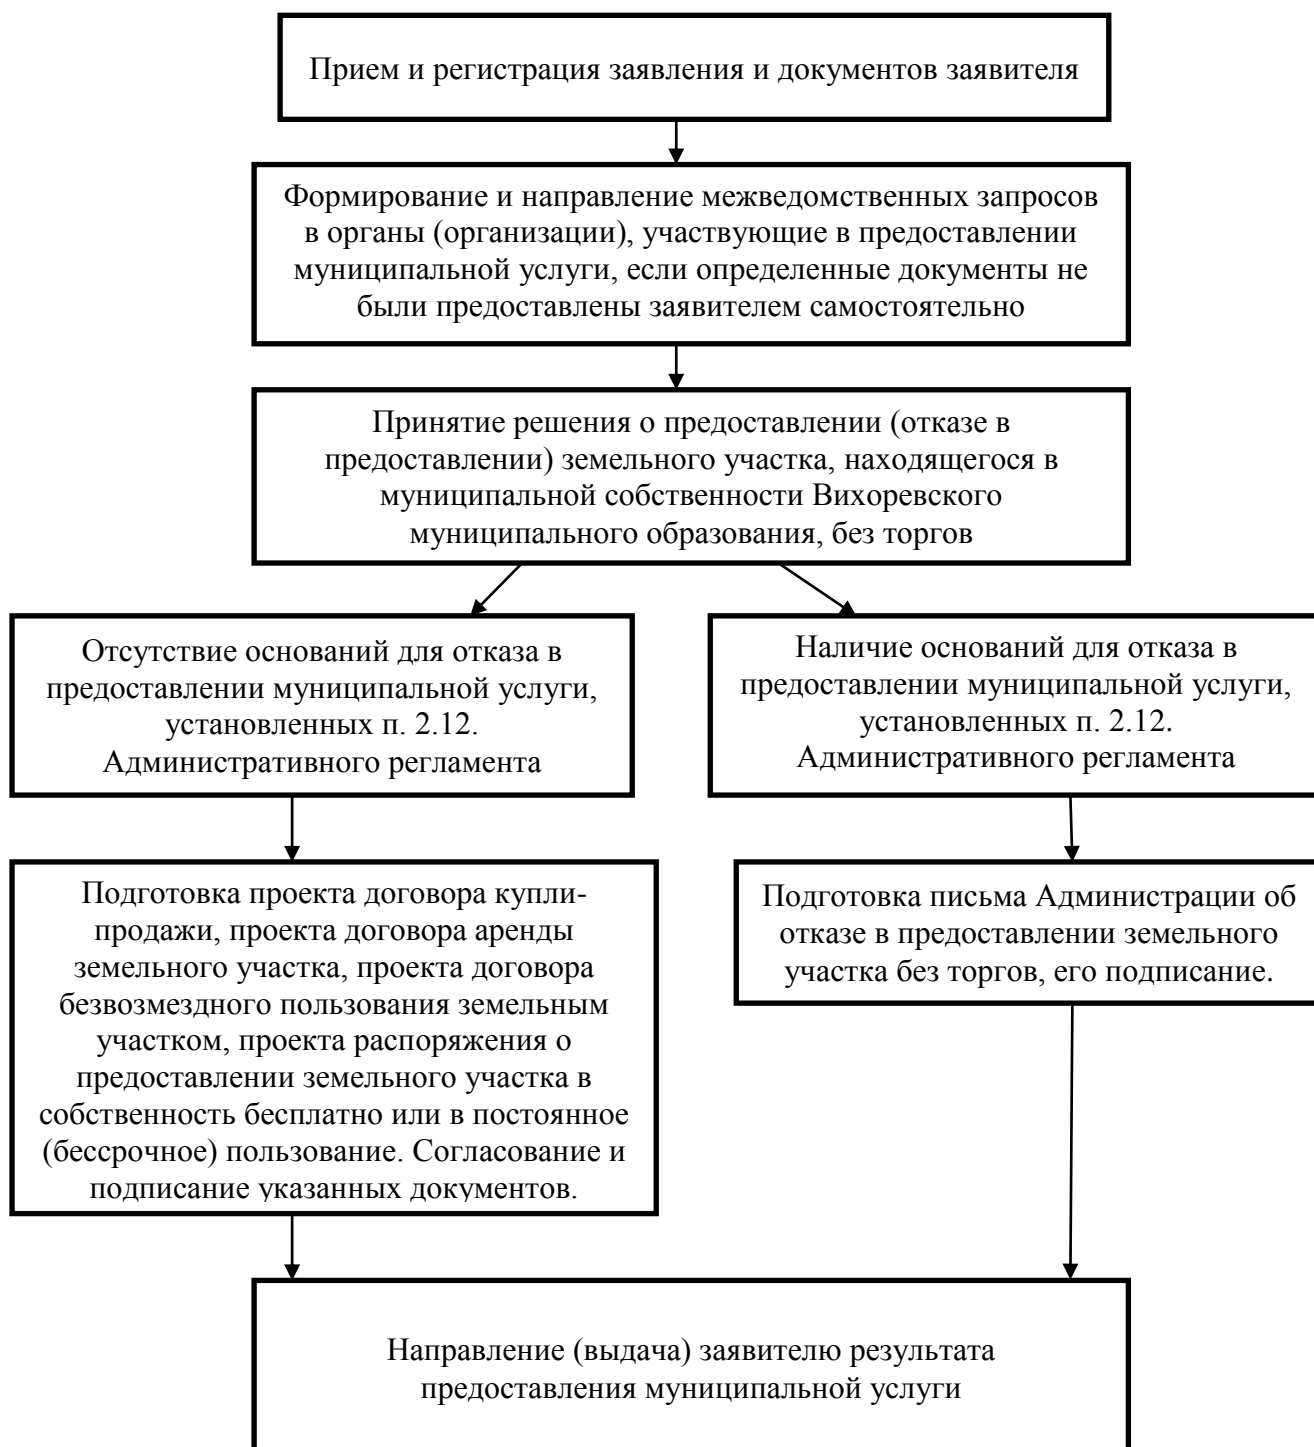 Прием и регистрация заявления и документов заявителя
Формирование и направление межведомственных запросов
в органы (организации), участвующие в предоставлении
муниципальной услуги, если определенные документы не
были предоставлены заявителем самостоятельно
Принятие решения о предоставлении (отказе в
предоставлении) земельного участка, находящегося в
муниципальной собственности Вихоревского
муниципального образования, без торгов
Отсутствие оснований для отказа в
предоставлении муниципальной услуги,
установленных п. 2.12.
Административного регламента
Наличие оснований для отказа в
предоставлении муниципальной услуги,
установленных п. 2.12.
Административного регламента
Подготовка проекта договора купли-
продажи, проекта договора аренды
земельного участка, проекта договора
безвозмездного пользования земельным
участком, проекта распоряжения о
предоставлении земельного участка в
собственность бесплатно или в постоянное
(бессрочное) пользование. Согласование и
подписание указанных документов.
Подготовка письма Администрации об
отказе в предоставлении земельного
участка без торгов, его подписание.
Направление (выдача) заявителю результата
предоставления муниципальной услуги